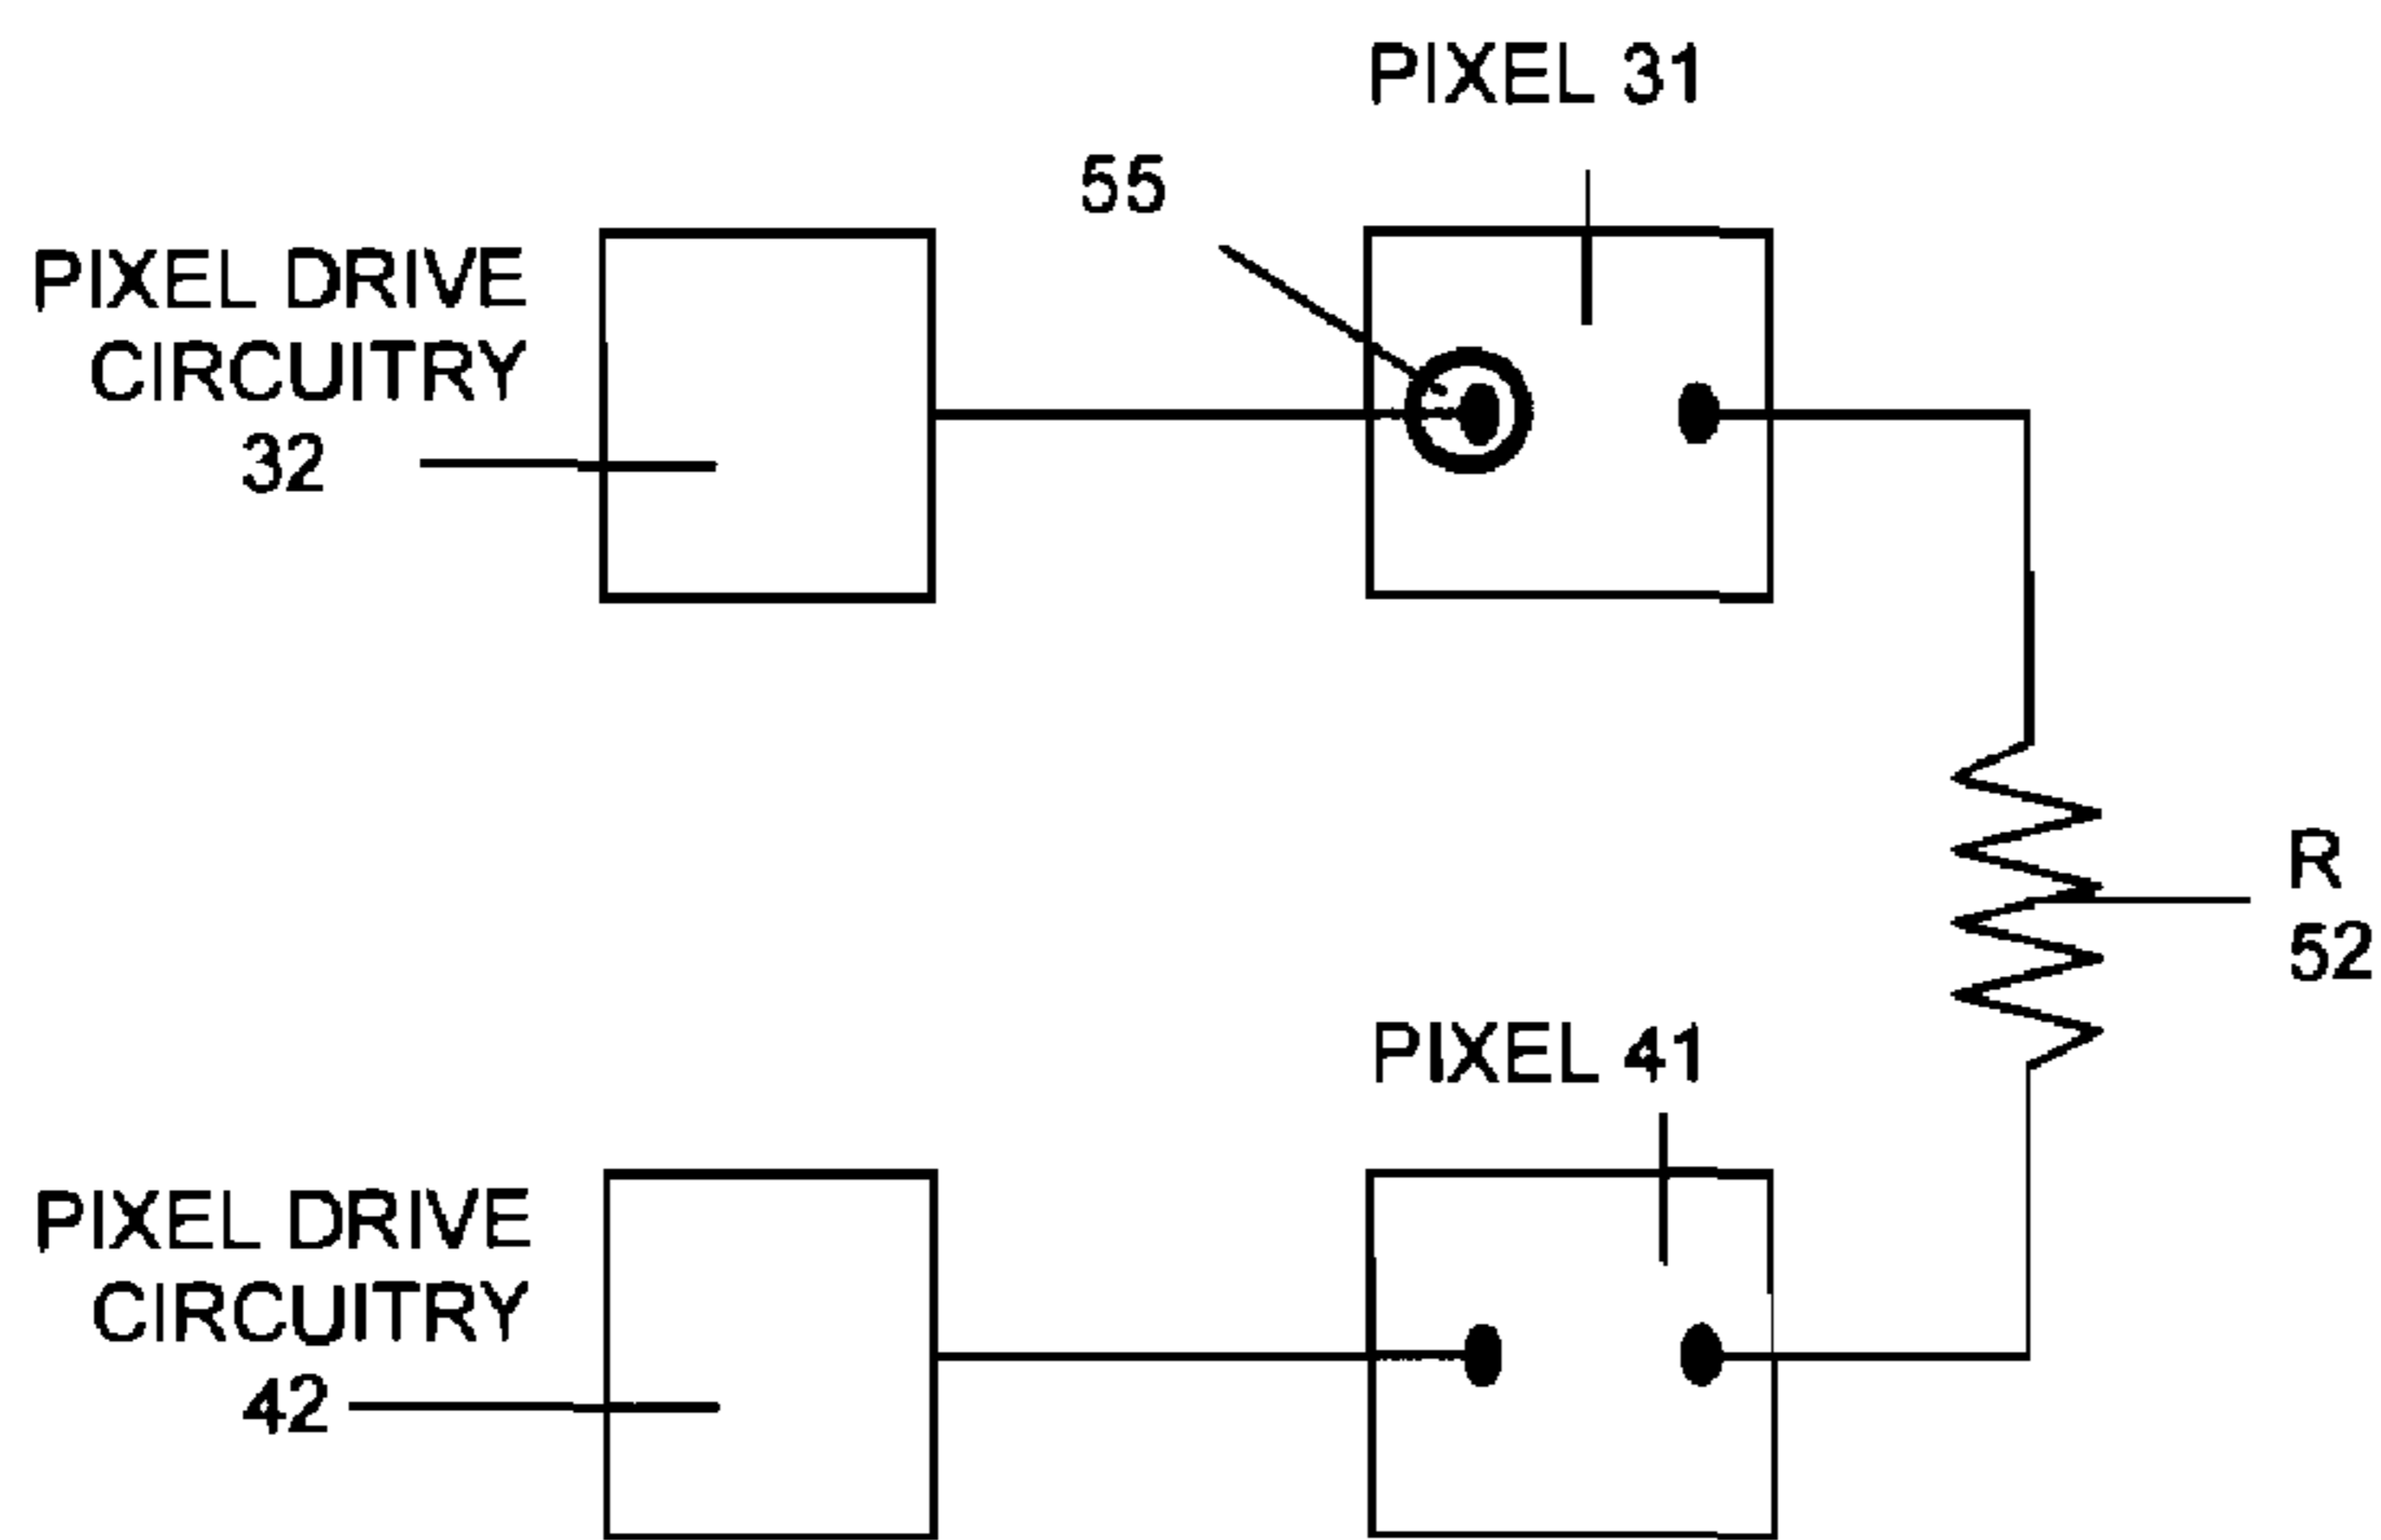 PIXEL 31
55
PIXEL DRIVE
CIRCUITRY
32
R
52
PIXEL 41
PIXEL DRIVE
CIRCUITRY
42